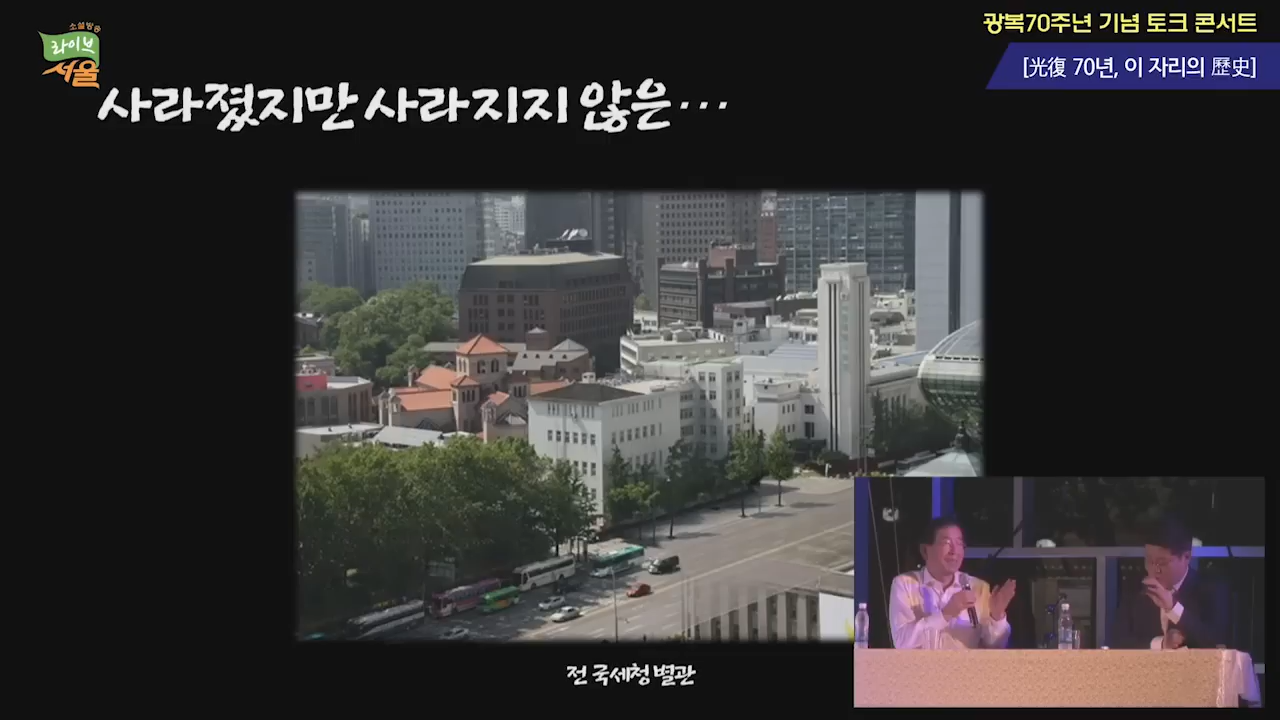 소셜방송
라이브
서울
광복70주년 기념 토크 콘서트
[光復 70년, 이 자리의 歷史]
사라졌지만 사라지지 않은…
전 국세청 별관